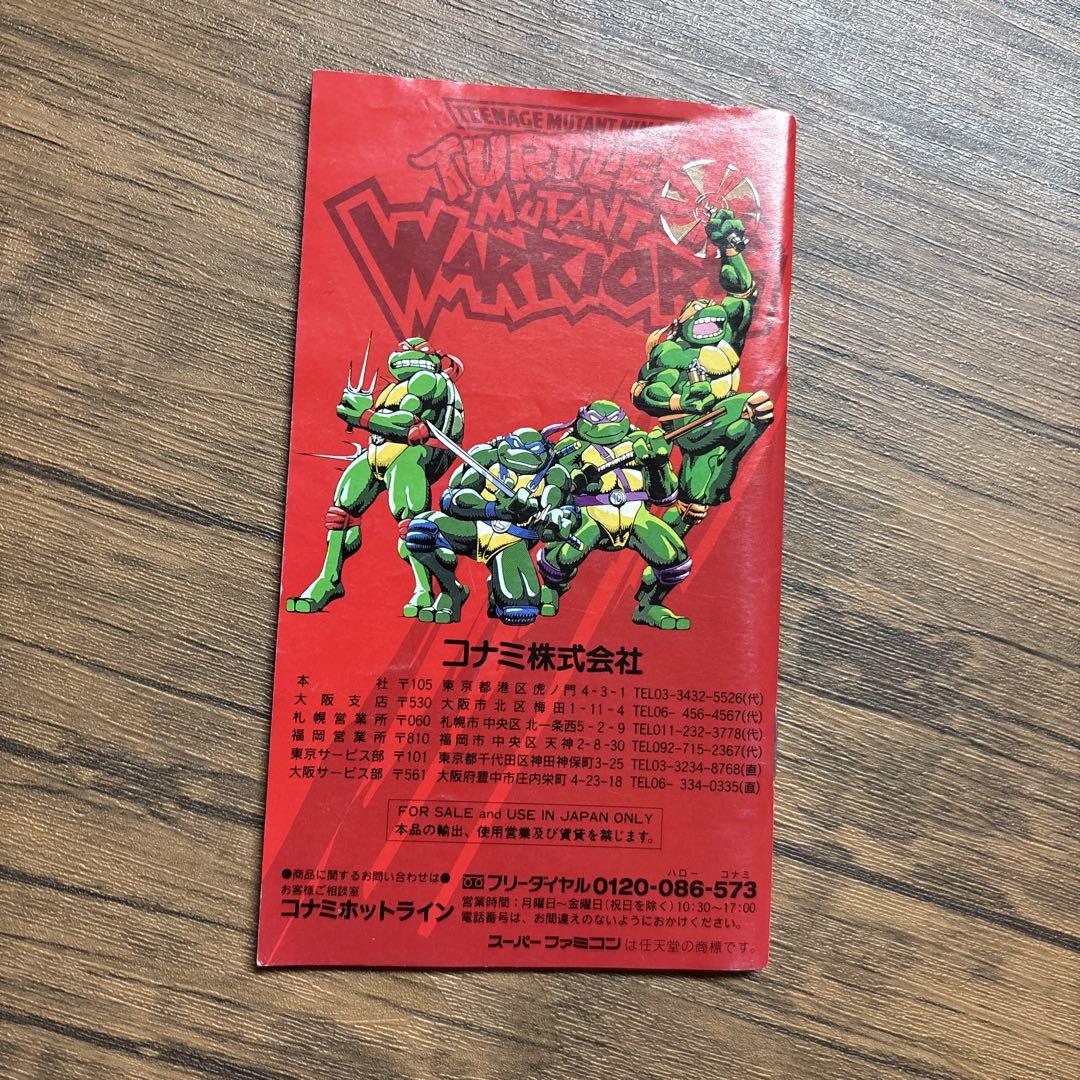 TEENAGE MUTANT NIN
TURTLES
MUTANT
WARRIORS
コナミ株式会社
本社 〒105 東京都港区虎ノ門4-3-1 TEL03-3432-5526(代)
大阪支店 〒530 大阪市北区梅田1-11-4 TEL06-456-4567(代)
札幌営業所 〒060 札幌市中央区北一条西5-2-9 TEL011-232-3778(代)
福岡営業所 〒810 福岡市中央区天神2-8-30 TEL092-715-2367(代)
東京サービス部 〒101 東京都千代田区神田神保町3-25 TEL03-3234-8768(直)
大阪サービス部 〒561 大阪府豊中市庄内栄町4-23-18 TEL06-334-0335(直)
FOR SALE and USE IN JAPAN ONLY
本品の輸出、使用営業及び賃貸を禁じます。
●商品に関するお問い合わせは●
お客様ご相談室
コナミホットライン
ハロー コナミ
フリーダイヤル0120-086-573
営業時間：月曜日～金曜日(祝日を除く)10:30～17:00
電話番号は、お間違えのないようにおかけください。
スーパーファミコンは任天堂の商標です。